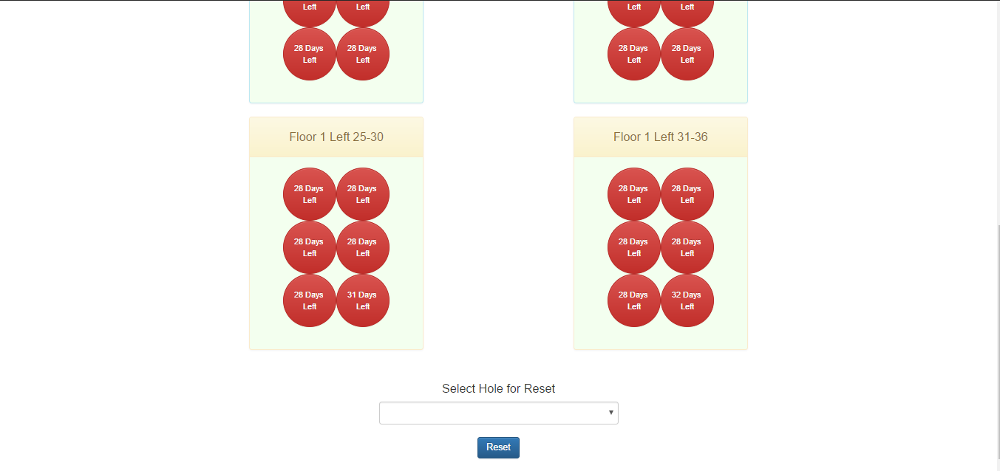 Left Left Left Left
28 Days 28 Days 28 Days 28 Days
Left Left Left Left
Floor 1 Left 25-30
28 Days 28 Days
Left Left
28 Days 28 Days
Left Left
28 Days 31 Days
Left Left
Floor 1 Left 31-36
28 Days 28 Days
Left Left
28 Days 28 Days
Left Left
28 Days 32 Days
Left Left
Select Hole for Reset
Reset